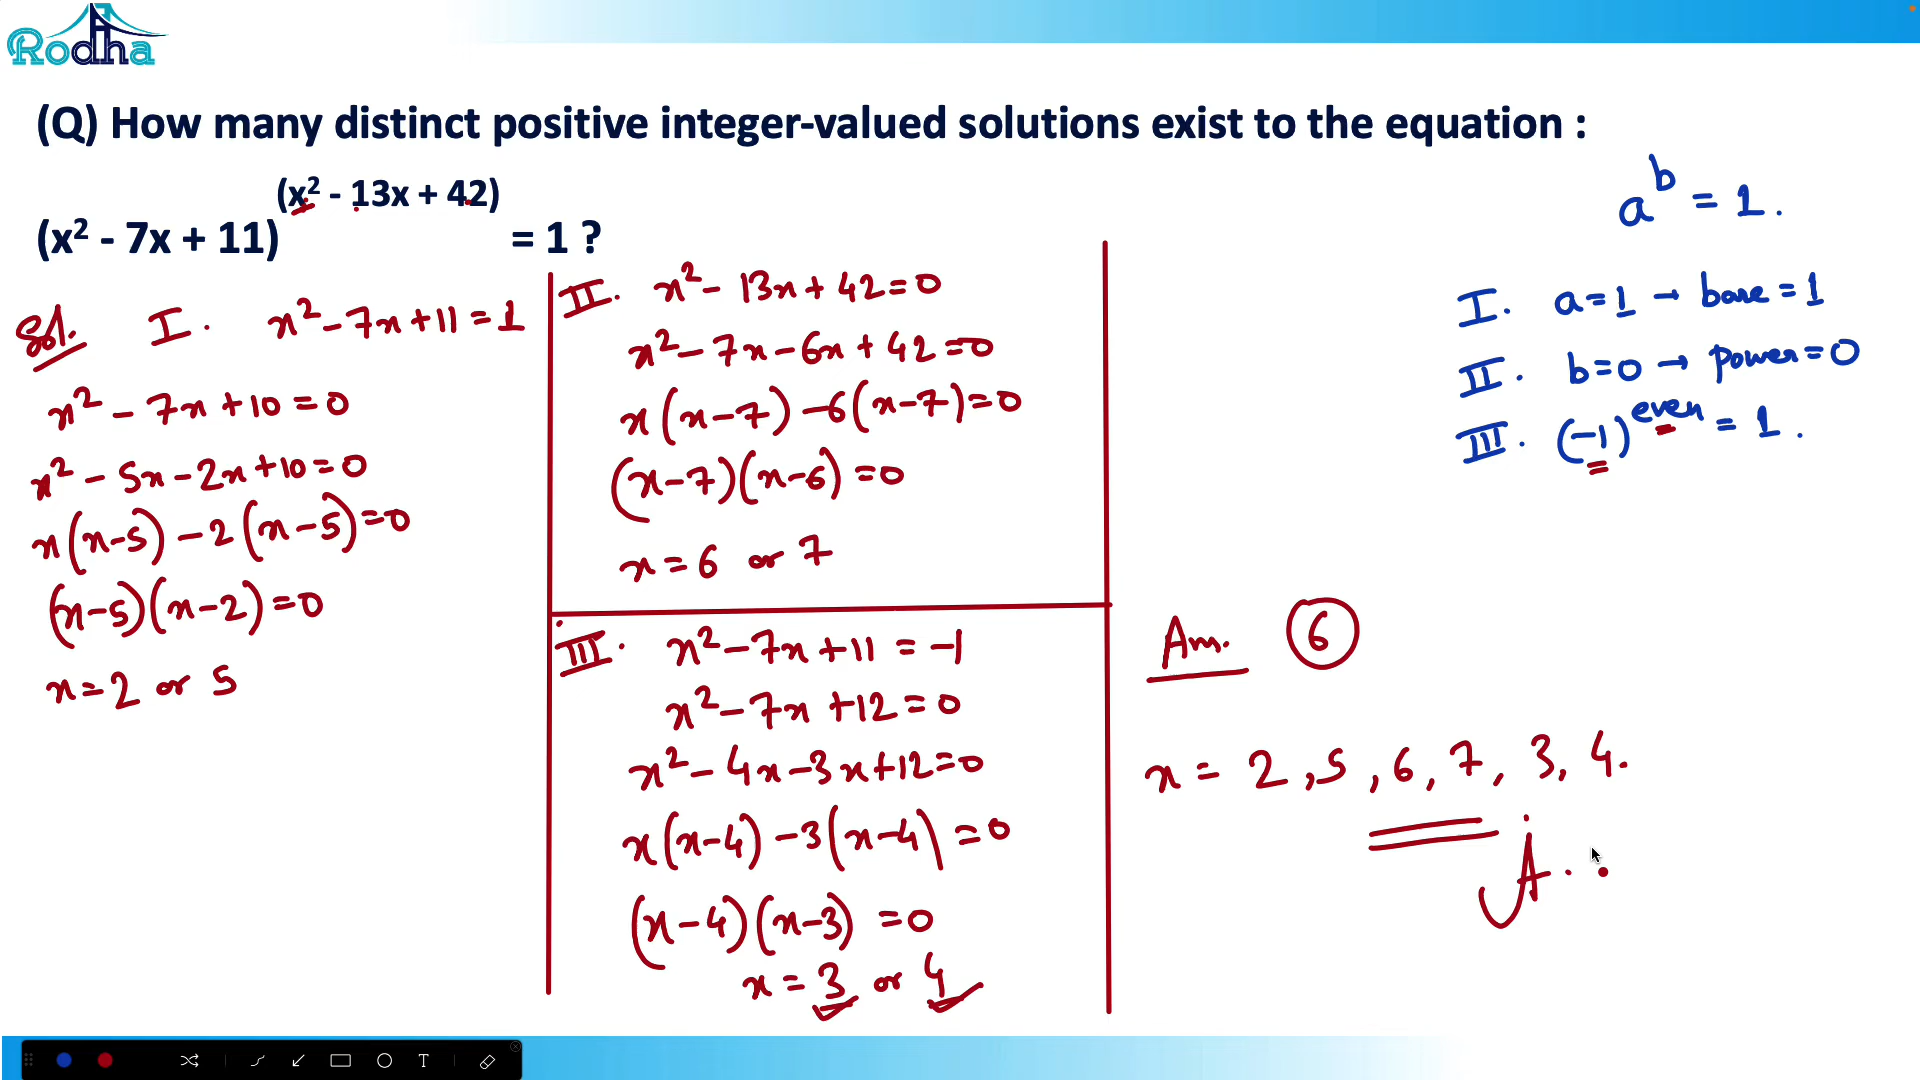 Rodha
(Q) How many distinct positive integer-valued solutions exist to the equation :
(x² - 7x + 11)^(x² - 13x + 42) = 1 ?
a^b = 1.
I. a=1 → base=1
II. b=0 → power=0
III. (-1)^even = 1.
Sol. I. x²-7x+11=1
x²-7x+10=0
x²-5x-2x+10=0
x(x-5)-2(x-5)=0
(x-5)(x-2)=0
x=2 or 5
II. x²-13x+42=0
x²-7x-6x+42=0
x(x-7)-6(x-7)=0
(x-7)(x-6)=0
x=6 or 7
III. x²-7x+11=-1
x²-7x+12=0
x²-4x-3x+12=0
x(x-4)-3(x-4)=0
(x-4)(x-3)=0
x=3 or 4
Ans. 6
x=2,5,6,7,3,4.
T